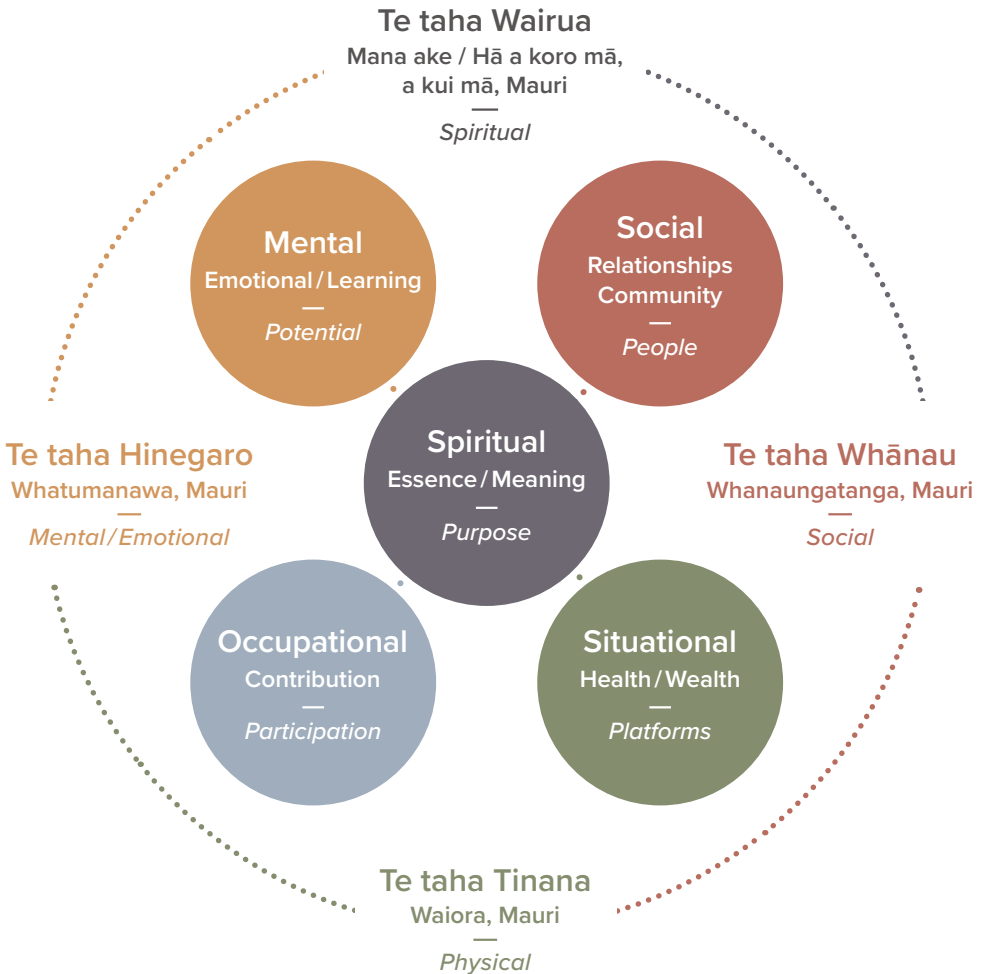 Te taha Wairua
Mana ake / Hā a koro mā,
a kui mā, Mauri
Spiritual
Mental
Emotional / Learning
Potential
Social
Relationships
Community
People
Te taha Hinegaro
Whatumanawa, Mauri
Mental / Emotional
Spiritual
Essence / Meaning
Purpose
Te taha Whānau
Whanaungatanga, Mauri
Social
Occupational
Contribution
Participation
Situational
Health / Wealth
Platforms
Te taha Tinana
Waiora, Mauri
Physical